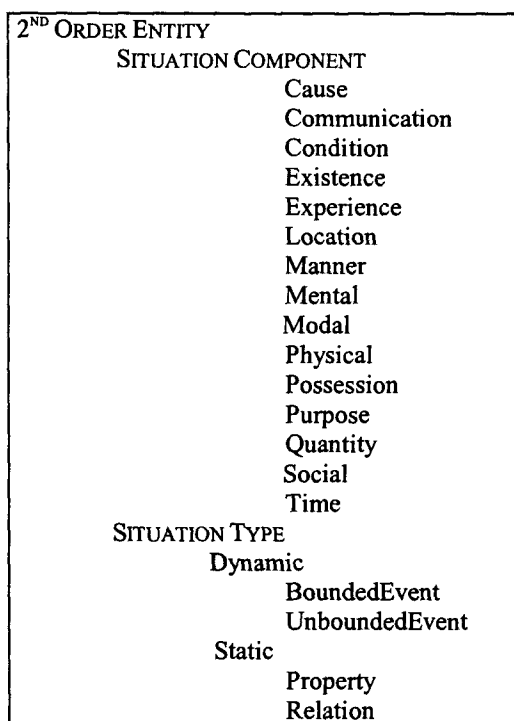 2ND ORDER ENTITY
SITUATION COMPONENT
Cause
Communication
Condition
Existence
Experience
Location
Manner
Mental
Modal
Physical
Possession
Purpose
Quantity
Social
Time
SITUATION TYPE
Dynamic
BoundedEvent
UnboundedEvent
Static
Property
Relation